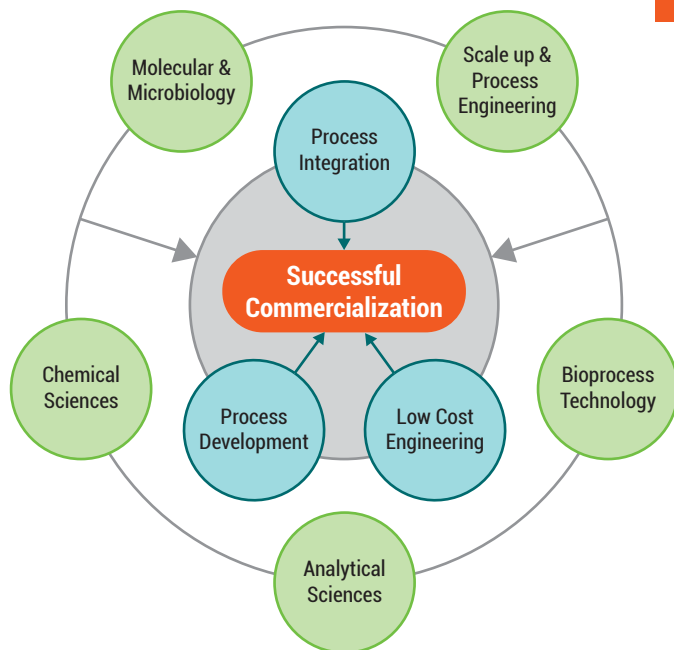 Molecular &
Microbiology
Scale up &
Process
Engineering
Process
Integration
Successful
Commercialization
Chemical
Sciences
Bioprocess
Technology
Process
Development
Low Cost
Engineering
Analytical
Sciences